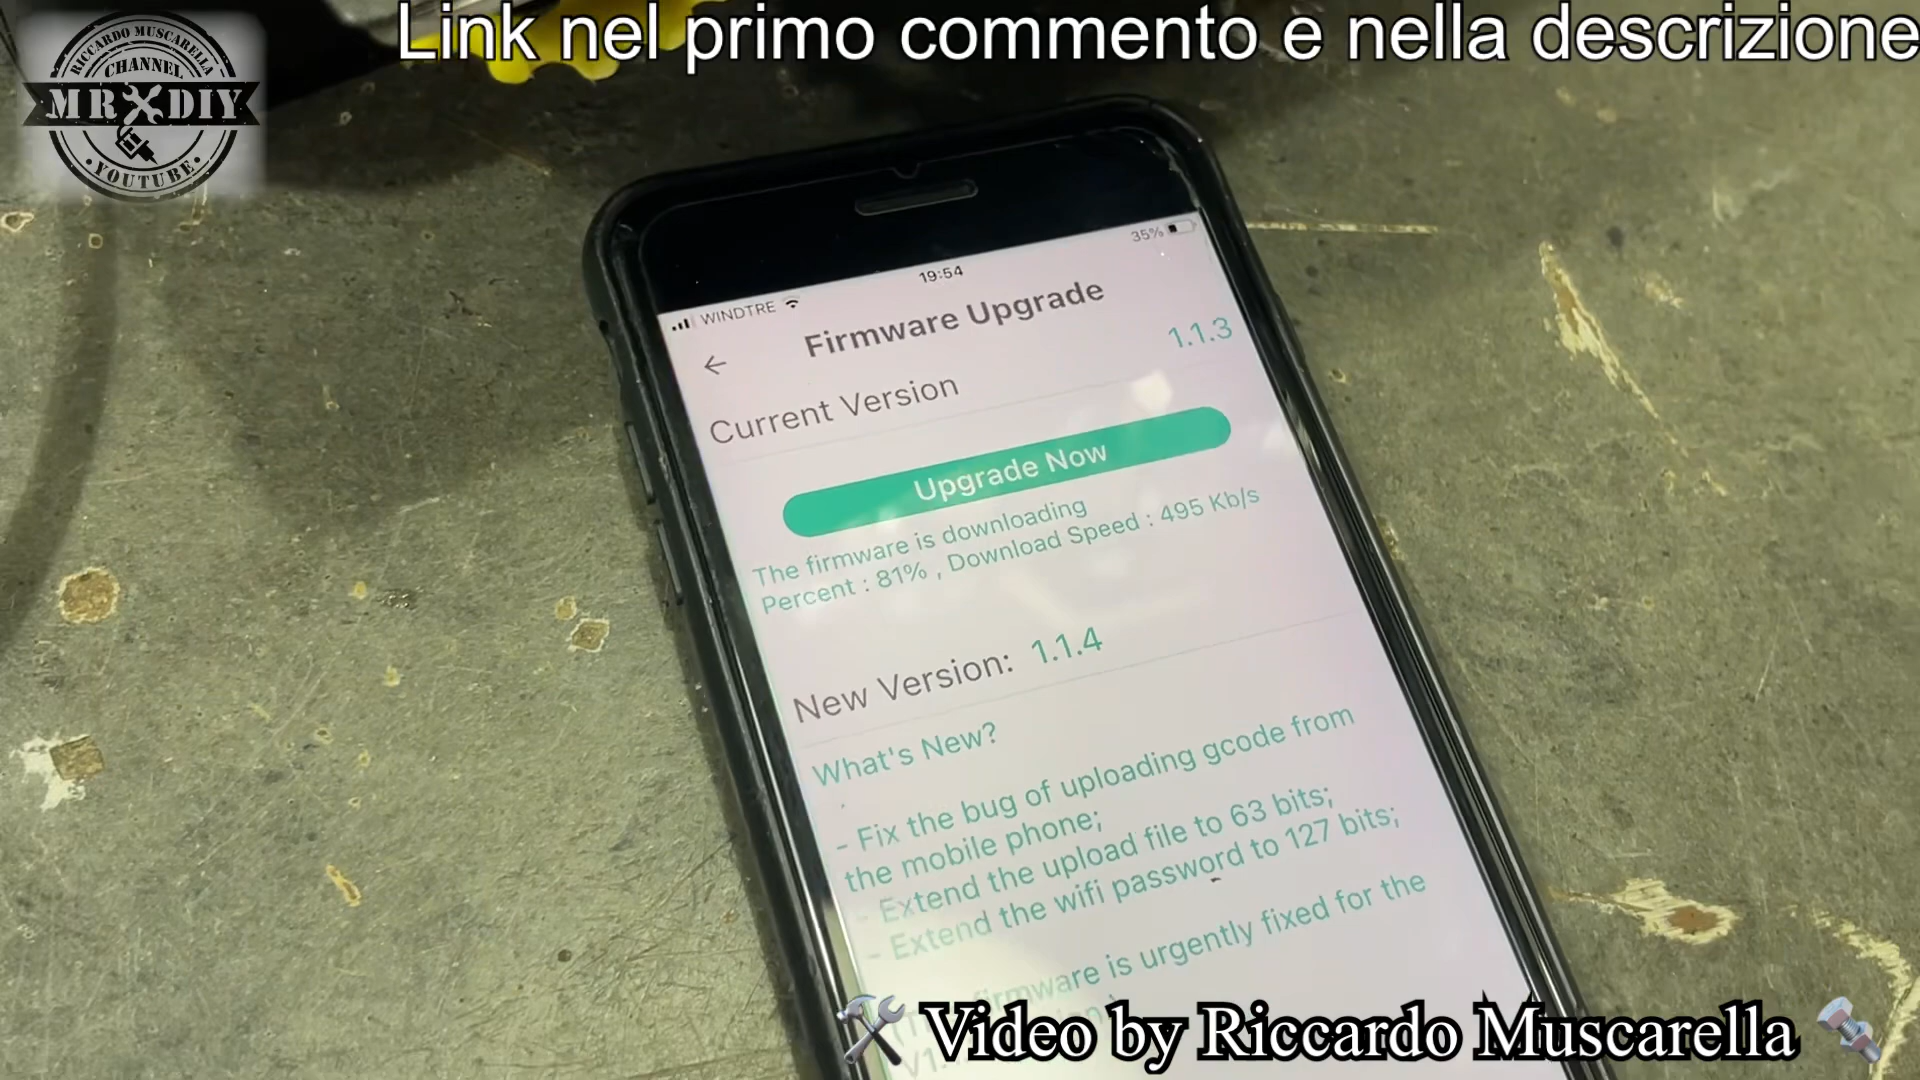 Link nel primo commento e nella descrizione
RICCARDO MUSCARELLA
CHANNEL
MR DIY
YOUTUBE
WINDTRE
19:54
35%
Firmware Upgrade
Current Version 1.1.3
Upgrade Now
The firmware is downloading
Percent : 81% , Download Speed : 495 Kb/s
New Version: 1.1.4
What's New?
- Fix the bug of uploading gcode from
the mobile phone;
- Extend the upload file to 63 bits;
- Extend the wifi password to 127 bits;
firmware is urgently fixed for the
Video by Riccardo Muscarella